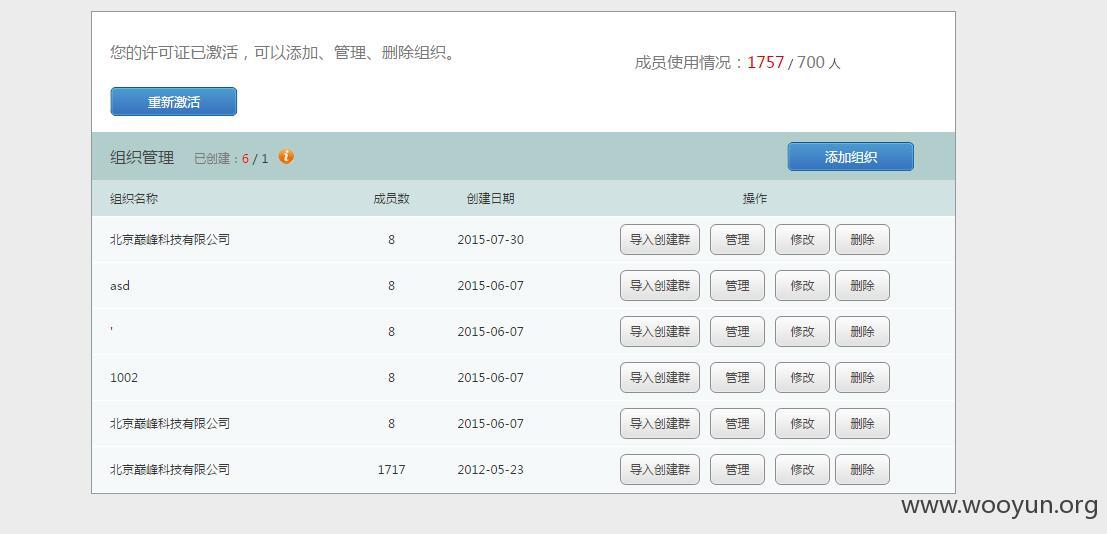 您的许可证已激活，可以添加、管理、删除组织。
成员使用情况：1757 / 700 人
重新激活
组织管理 已创建：6 / 1 添加组织
组织名称 成员数 创建日期 操作
北京巅峰科技有限公司 8 2015-07-30 导入创建群 管理 修改 删除
asd 8 2015-06-07 导入创建群 管理 修改 删除
' 8 2015-06-07 导入创建群 管理 修改 删除
1002 8 2015-06-07 导入创建群 管理 修改 删除
北京巅峰科技有限公司 8 2015-06-07 导入创建群 管理 修改 删除
北京巅峰科技有限公司 1717 2012-05-23 导入创建群 管理 修改 删除
www.wooyun.org